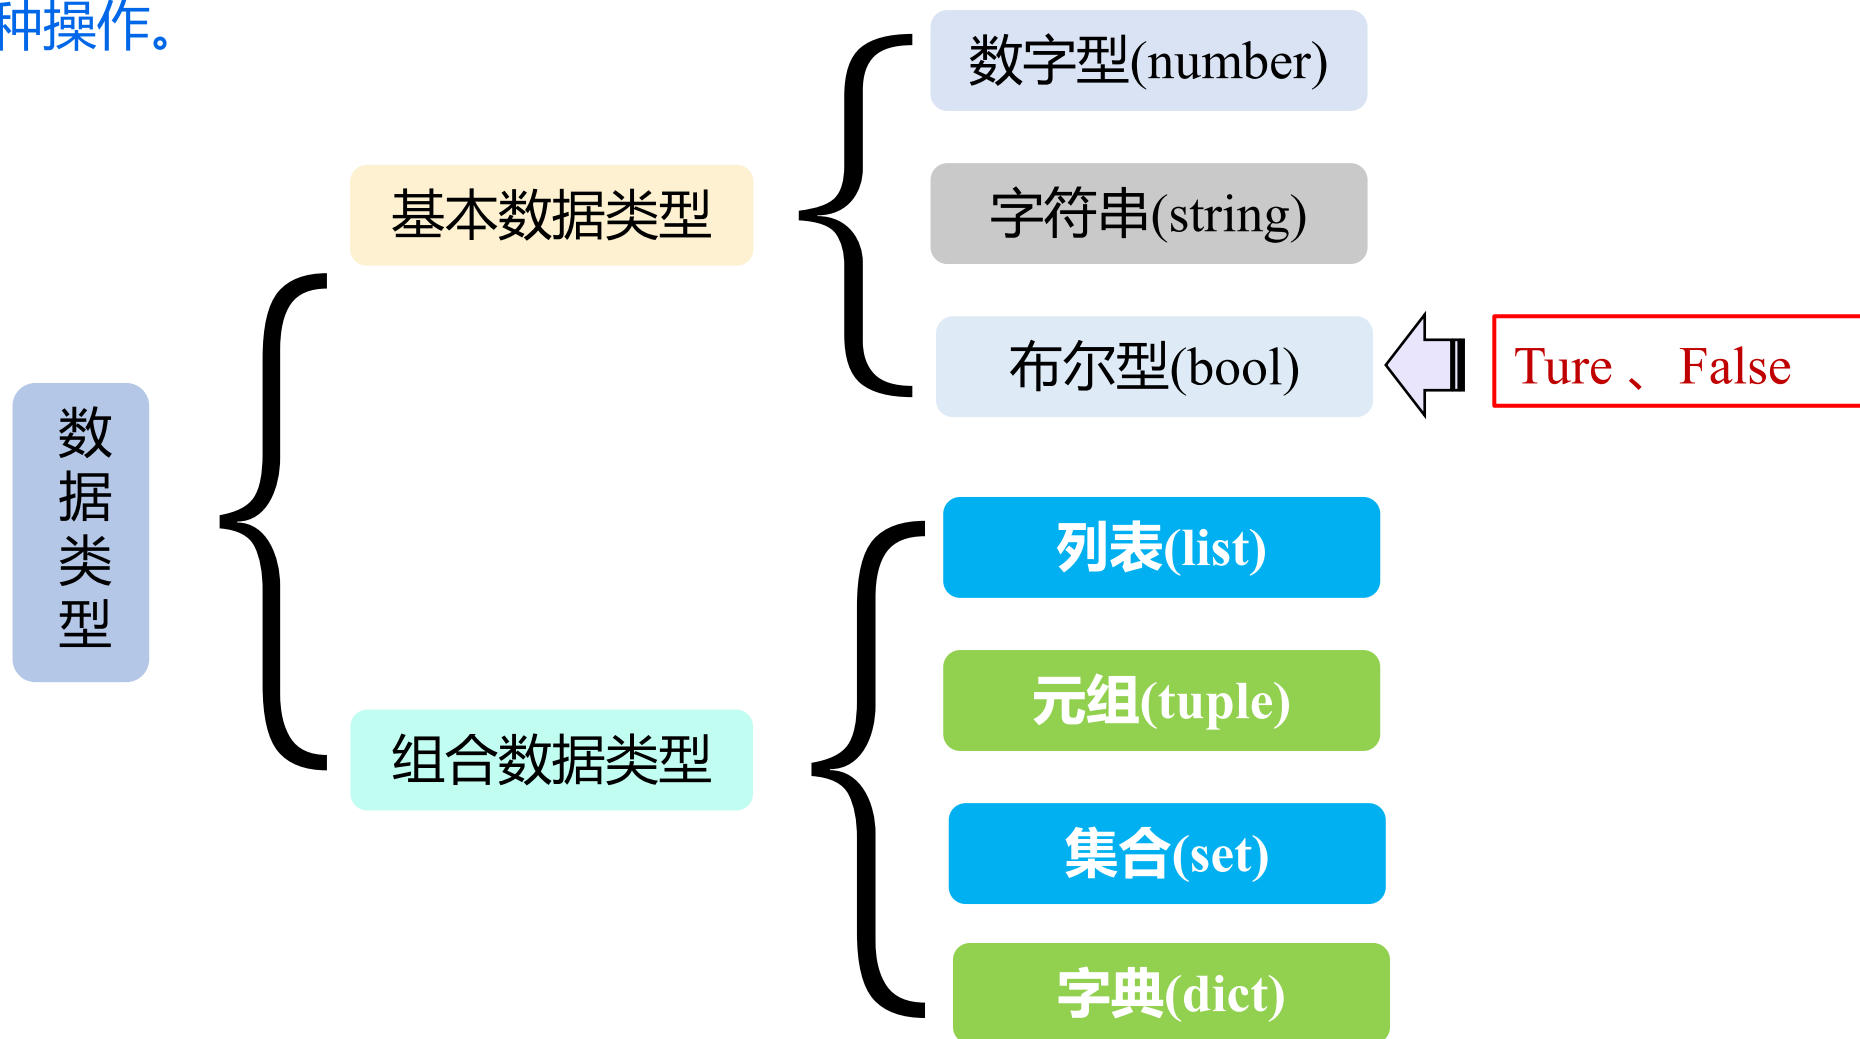 种操作。
数字型(number)
基本数据类型
字符串(string)
布尔型(bool)
Ture 、 False
数
据
类
型
列表(list)
元组(tuple)
组合数据类型
集合(set)
字典(dict)